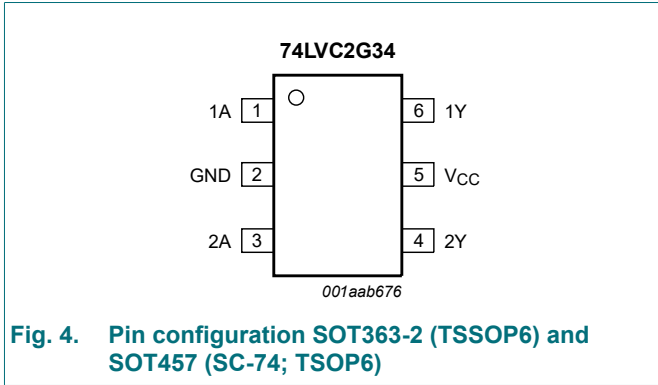 74LVC2G34
1A 1 6 1Y
GND 2 5 VCC
2A 3 4 2Y
001aab676
Fig. 4. Pin configuration SOT363-2 (TSSOP6) and
SOT457 (SC-74; TSOP6)